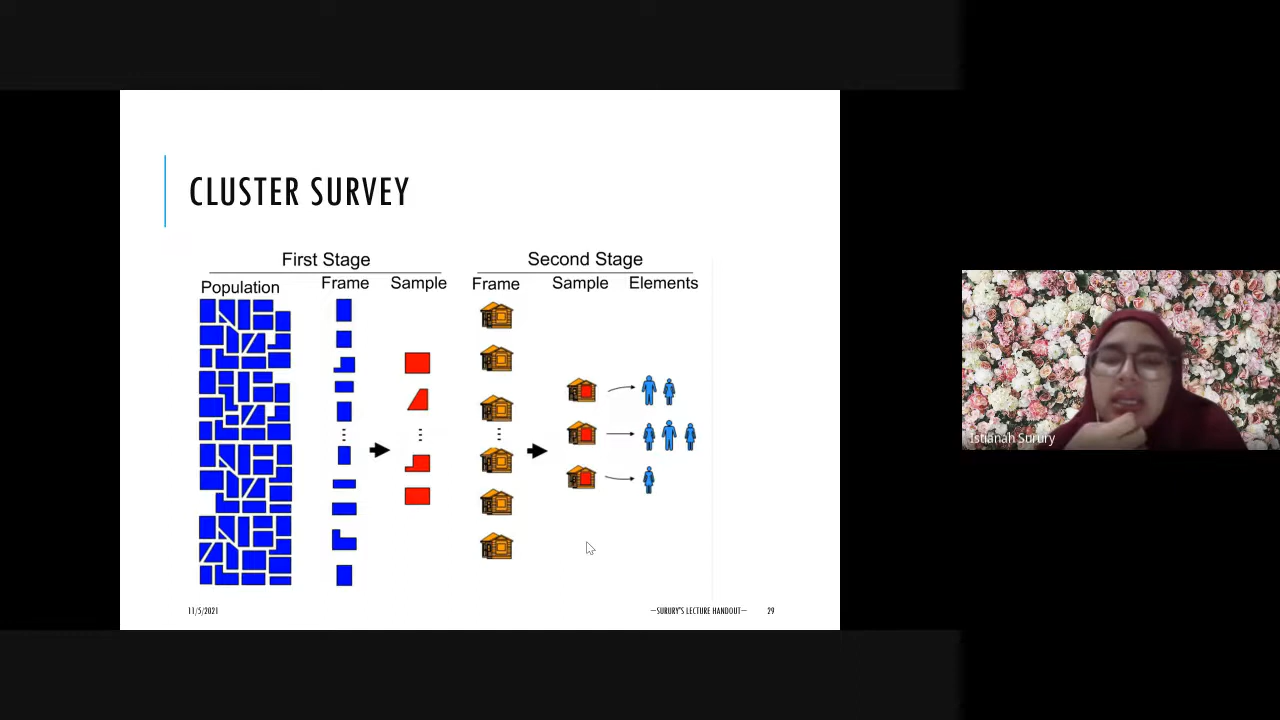 CLUSTER SURVEY
First Stage
Second Stage
Population
Frame
Sample
Frame
Sample
Elements
11/5/2021
—SURURY'S LECTURE HANDOUT—
29
Istianah Surury